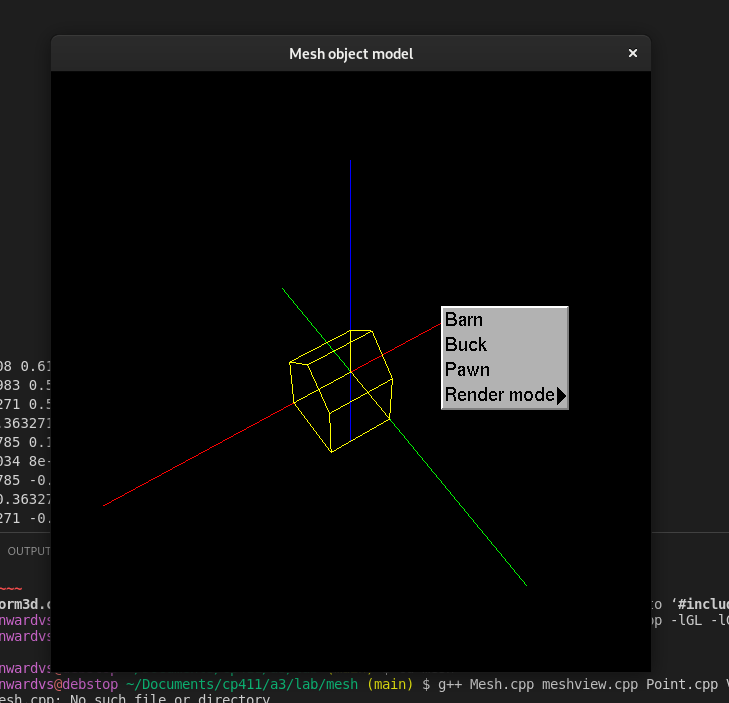 Mesh object model
×
Barn
Buck
Pawn
Render mode
08 0.61
983 0.5
271 0.5
.363271
785 0.1
034 8e-
785 -0.
0.36327
271 -0.
OUTPUT
~~~
orm3d.c to ‘#includ
nwardvs pp -lGL -lG
nwardvs
nwardvs@debstop ~/Documents/cp411/a3/lab/mesh (main) $ g++ Mesh.cpp meshview.cpp Point.cpp V
esh.cpp: No such file or directory